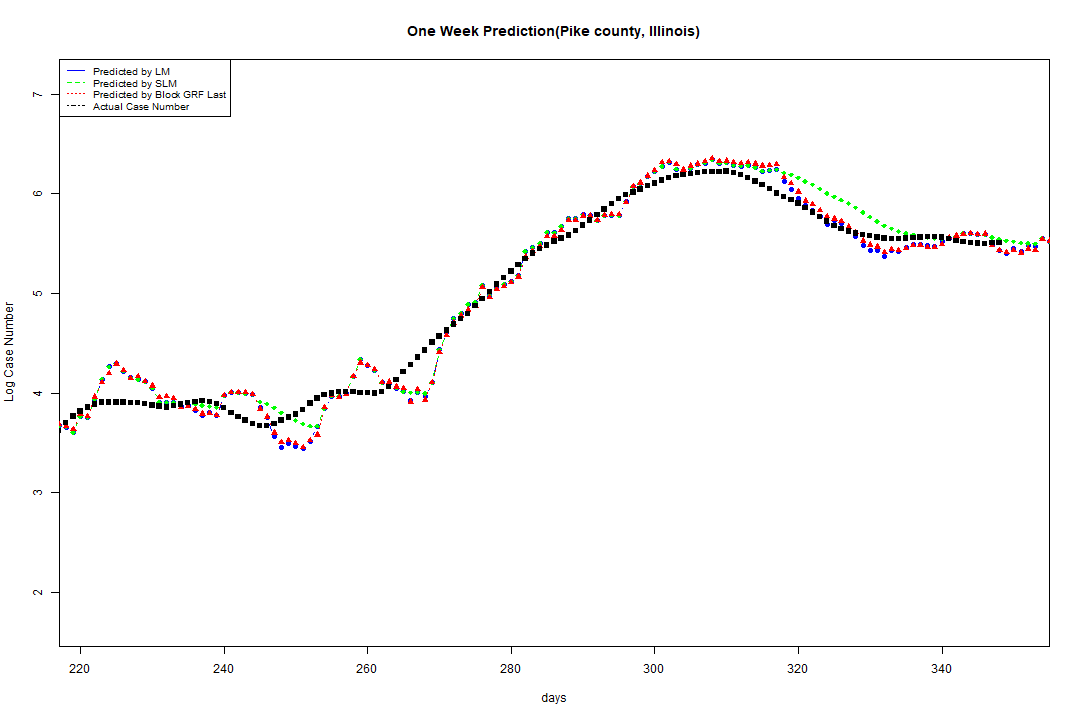 One Week Prediction(Pike county, Illinois)
Predicted by LM
Predicted by SLM
Predicted by Block GRF Last
Actual Case Number
7
6
5
4
3
2
Log Case Number
220 240 260 280 300 320 340
days